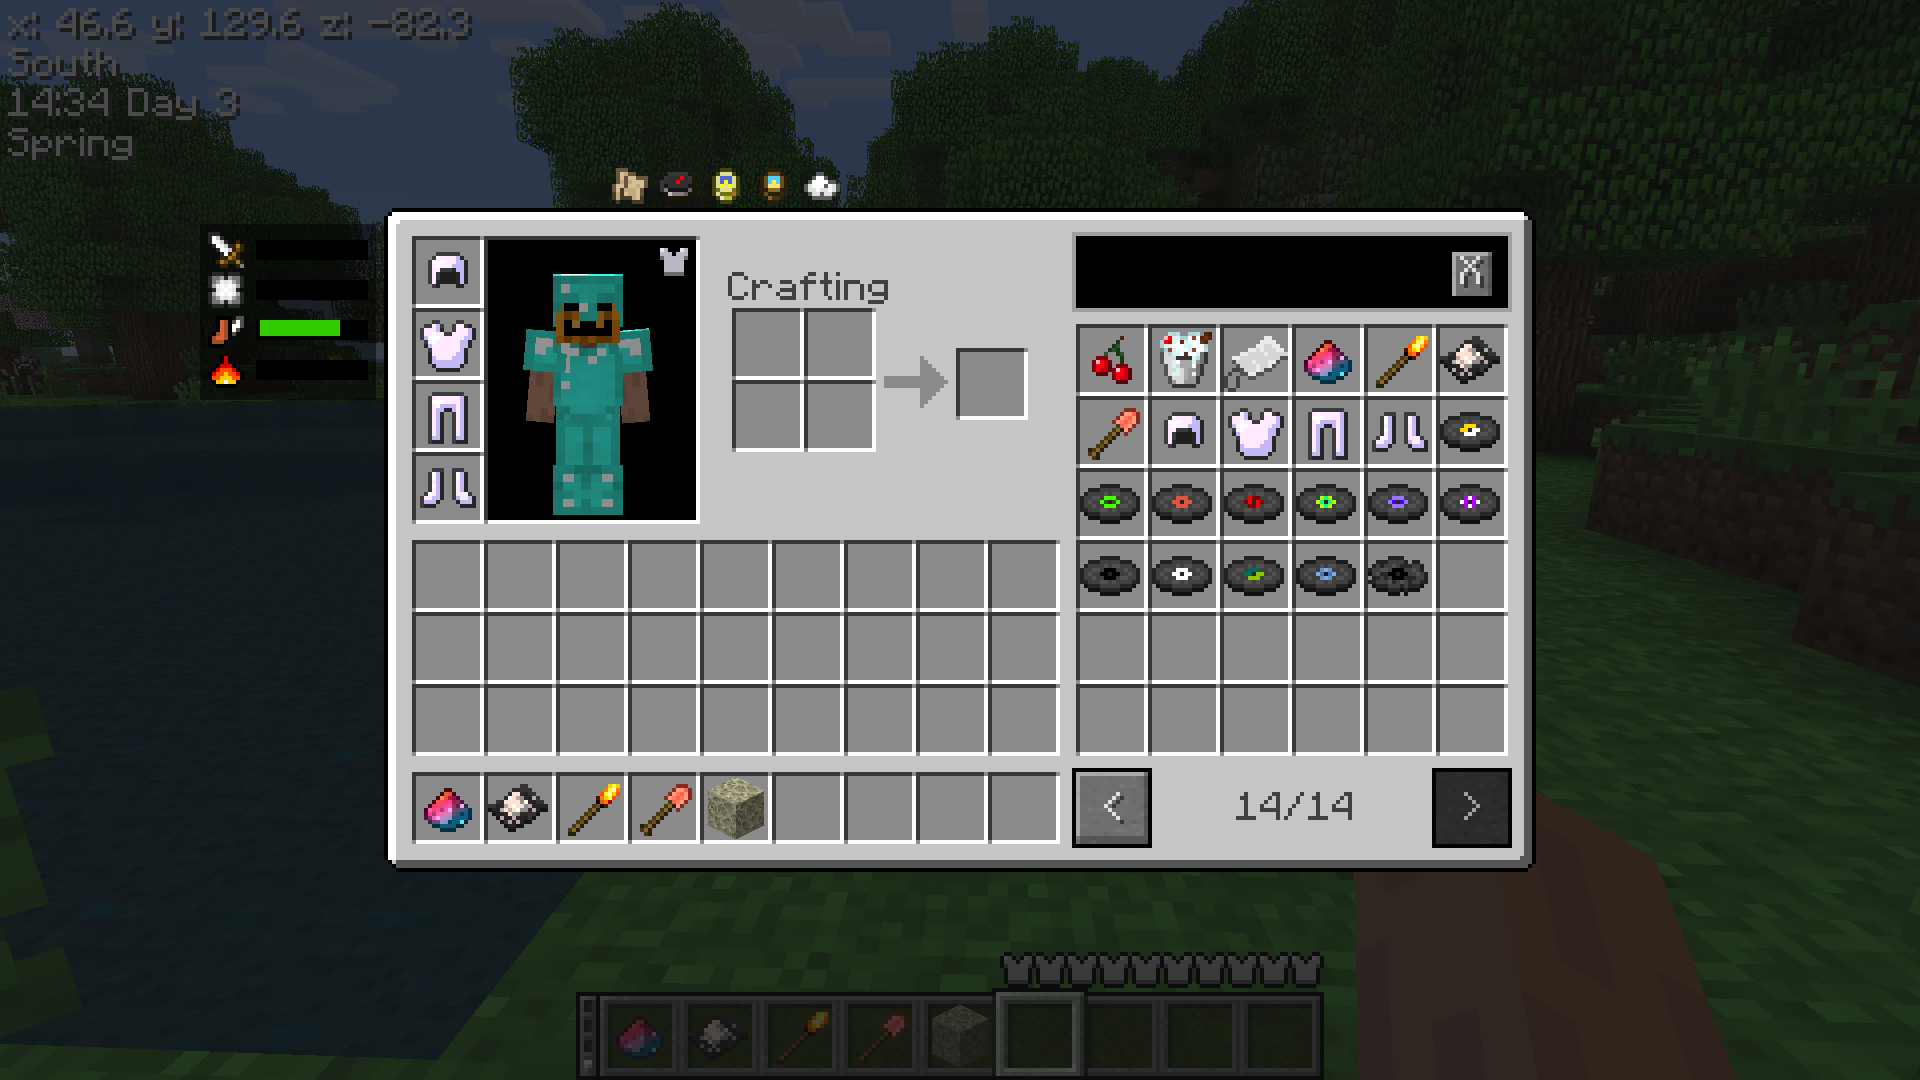 x: 46.6 y: 129.6 z: -82.3
South
14:34 Day 3
Spring
Crafting
< 14/14 >